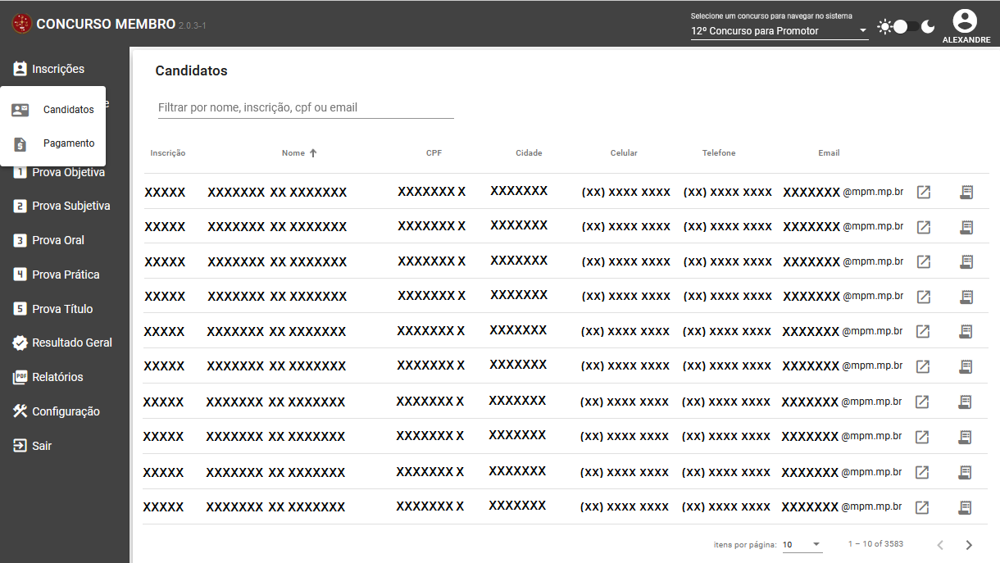 CONCURSO MEMBRO 2.0.3-1
Selecione um concurso para navegar no sistema
12º Concurso para Promotor
ALEXANDRE
Inscrições
Candidatos
e
Pagamento
1 Prova Objetiva
2 Prova Subjetiva
3 Prova Oral
4 Prova Prática
5 Prova Título
Resultado Geral
PDF Relatórios
Configuração
Sair
Candidatos
Filtrar por nome, inscrição, cpf ou email
Inscrição Nome CPF Cidade Celular Telefone Email
XXXXX XXXXXXX XX XXXXXXX XXXXXXX X XXXXXXX (XX) XXXX XXXX (XX) XXXX XXXX XXXXXXX @mpm.mp.br
XXXXX XXXXXXX XX XXXXXXX XXXXXXX X XXXXXXX (XX) XXXX XXXX (XX) XXXX XXXX XXXXXXX @mpm.mp.br
XXXXX XXXXXXX XX XXXXXXX XXXXXXX X XXXXXXX (XX) XXXX XXXX (XX) XXXX XXXX XXXXXXX @mpm.mp.br
XXXXX XXXXXXX XX XXXXXXX XXXXXXX X XXXXXXX (XX) XXXX XXXX (XX) XXXX XXXX XXXXXXX @mpm.mp.br
XXXXX XXXXXXX XX XXXXXXX XXXXXXX X XXXXXXX (XX) XXXX XXXX (XX) XXXX XXXX XXXXXXX @mpm.mp.br
XXXXX XXXXXXX XX XXXXXXX XXXXXXX X XXXXXXX (XX) XXXX XXXX (XX) XXXX XXXX XXXXXXX @mpm.mp.br
XXXXX XXXXXXX XX XXXXXXX XXXXXXX X XXXXXXX (XX) XXXX XXXX (XX) XXXX XXXX XXXXXXX @mpm.mp.br
XXXXX XXXXXXX XX XXXXXXX XXXXXXX X XXXXXXX (XX) XXXX XXXX (XX) XXXX XXXX XXXXXXX @mpm.mp.br
XXXXX XXXXXXX XX XXXXXXX XXXXXXX X XXXXXXX (XX) XXXX XXXX (XX) XXXX XXXX XXXXXXX @mpm.mp.br
XXXXX XXXXXXX XX XXXXXXX XXXXXXX X XXXXXXX (XX) XXXX XXXX (XX) XXXX XXXX XXXXXXX @mpm.mp.br
itens por página: 10 1 – 10 of 3583